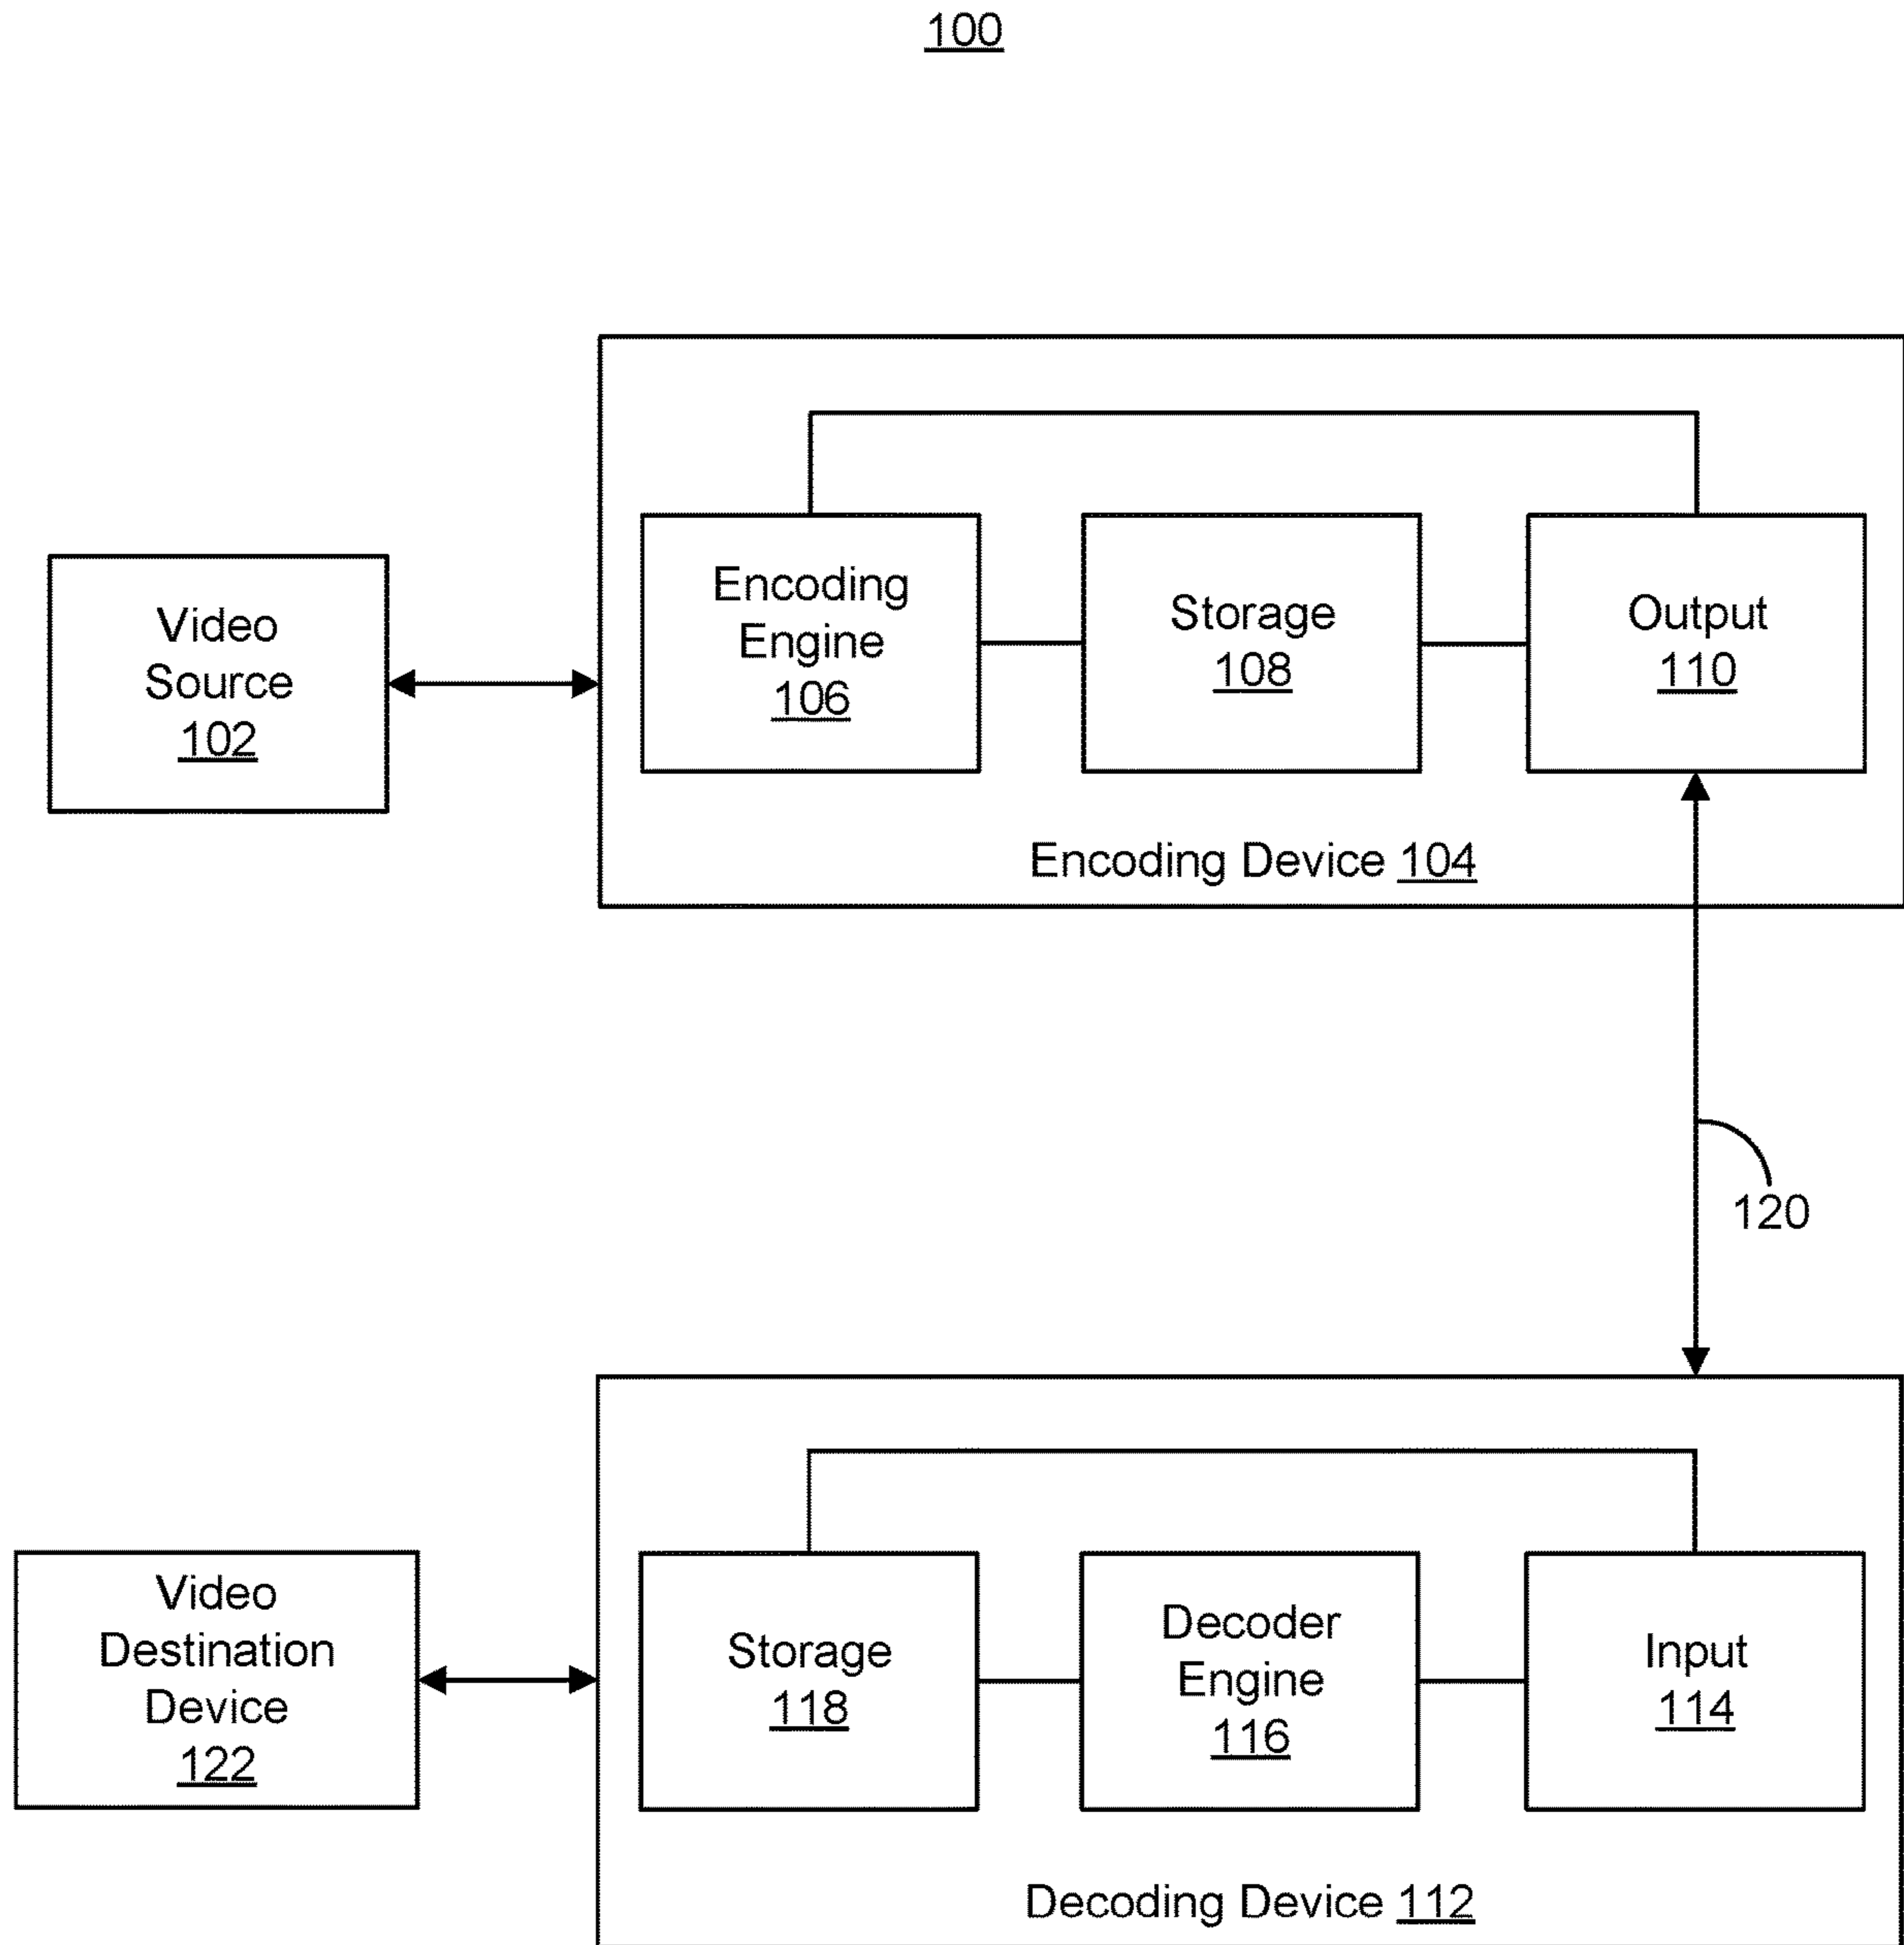 100
Video
Source
102
Encoding
Engine
106
Storage
108
Output
110
Encoding Device 104
120
Video
Destination
Device
122
Storage
118
Decoder
Engine
116
Input
114
Decoding Device 112